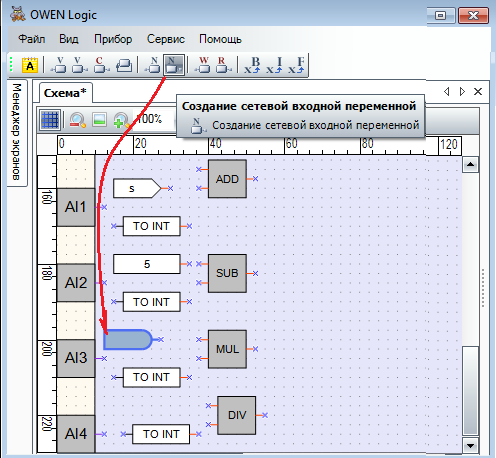 OWEN Logic
Файл Вид Прибор Сервис Помощь
A V V C N N W R B I F
x x x
Менеджер экранов
Схема*
100%
Создание сетевой входной переменной
N Создание сетевой входной переменной
0 20 40 60 80 100 120
160
180
200
220
ADD
s
AI1
TO INT
5
SUB
AI2
TO INT
MUL
AI3
TO INT
DIV
AI4
TO INT